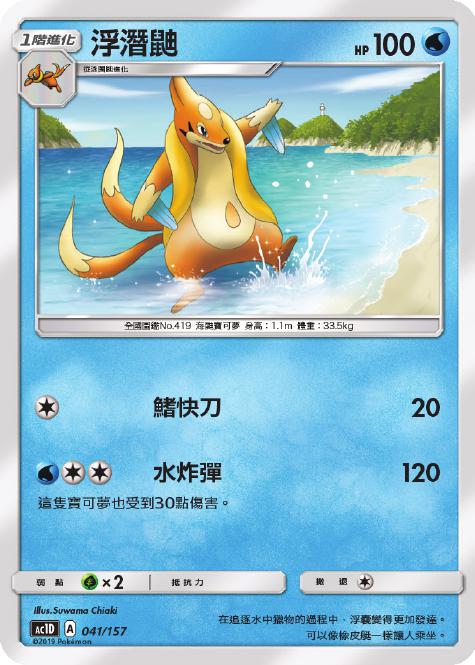 1階進化
浮潛鼬
HP 100
從泳圈鼬進化
全國圖鑑No.419 海鼬寶可夢 身高：1.1m 體重：33.5kg
鰭快刀 20
水炸彈 120
這隻寶可夢也受到30點傷害。
弱點 ×2 抵抗力 撤退
Illus.Suwama Chiaki
AC1D A 041/157
©2019 Pokémon
在追逐水中獵物的過程中，浮囊變得更加發達。
可以像橡皮艇一樣讓人乘坐。